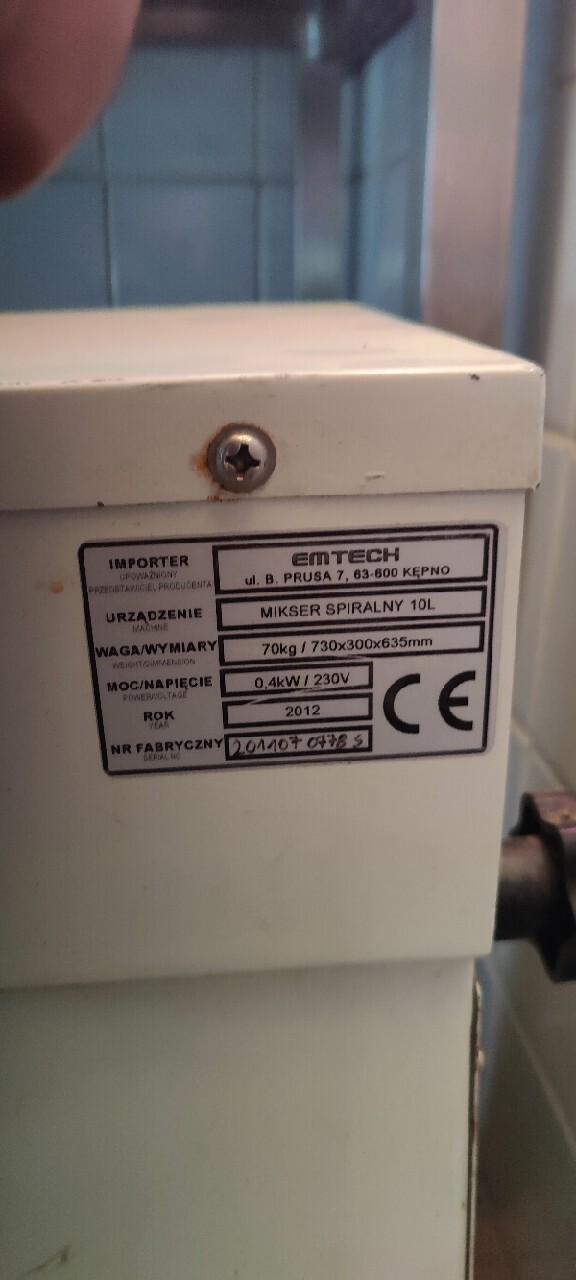 IMPORTER
UPOWAŻNIONY
PRZEDSTAWICIEL PRODUCENTA
EMTECH
ul. B. PRUSA 7, 63-600 KĘPNO
URZĄDZENIE
MACHINE
MIKSER SPIRALNY 10L
WAGA/WYMIARY
WEIGHT/DIMMENSION
70kg / 730x300x635mm
MOC/NAPIĘCIE
POWER/VOLTAGE
0,4kW / 230V
ROK
YEAR
2012
NR FABRYCZNY
SERIAL NO
201107 0778 S
CE